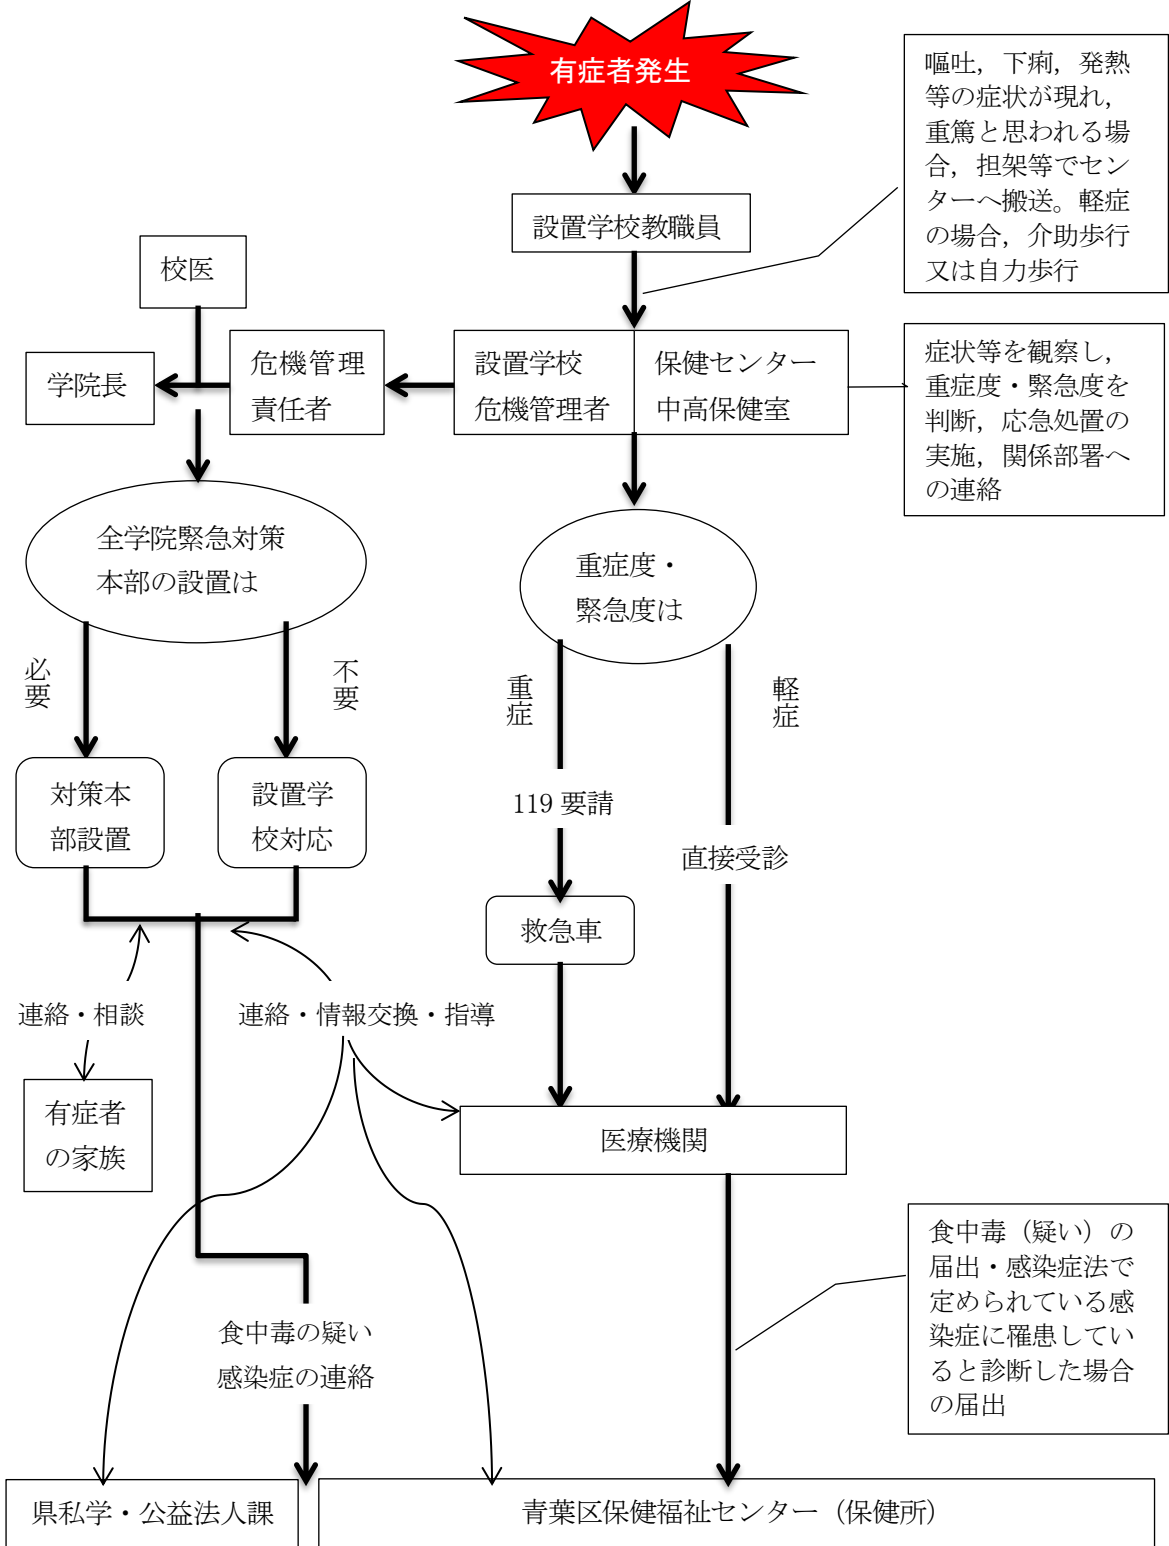 有症者発生
嘔吐，下痢，発熱
等の症状が現れ，
重篤と思われる場
合，担架等でセン
ターへ搬送。軽症
の場合，介助歩行
又は自力歩行
設置学校教職員
校医
学院長
危機管理
責任者
設置学校
危機管理者
保健センター
中高保健室
症状等を観察し，
重症度・緊急度を
判断，応急処置の
実施，関係部署へ
の連絡
全学院緊急対策
本部の設置は
重症度・
緊急度は
必要
不要
重症
軽症
対策本
部設置
設置学
校対応
119 要請
直接受診
救急車
連絡・相談
連絡・情報交換・指導
有症者
の家族
医療機関
食中毒（疑い）の
届出・感染症法で
定められている感
染症に罹患してい
ると診断した場合
の届出
食中毒の疑い
感染症の連絡
県私学・公益法人課
青葉区保健福祉センター（保健所）